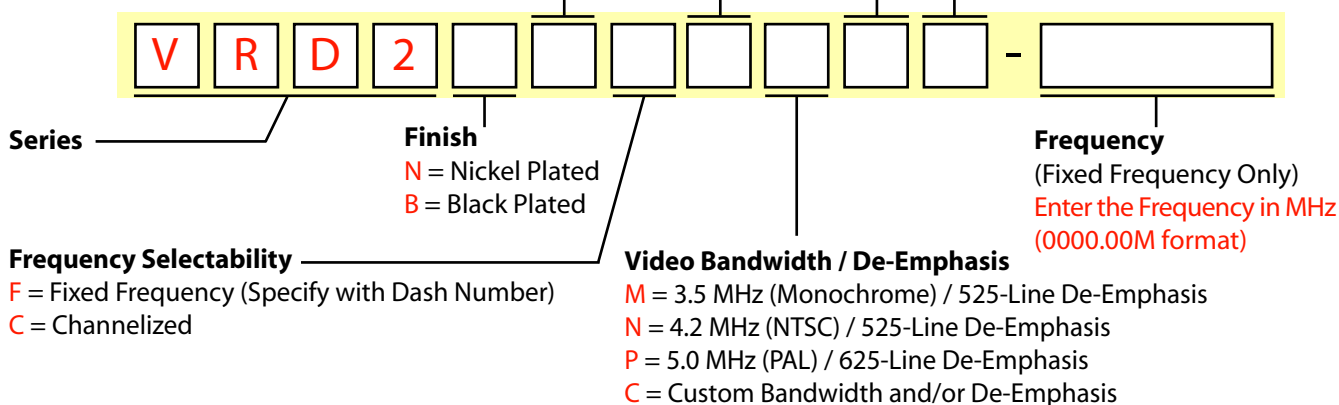 V R D 2 -
Series
Finish
N = Nickel Plated
B = Black Plated
Frequency
(Fixed Frequency Only)
Enter the Frequency in MHz
(0000.00M format)
Frequency Selectability
F = Fixed Frequency (Specify with Dash Number)
C = Channelized
Video Bandwidth / De-Emphasis
M = 3.5 MHz (Monochrome) / 525-Line De-Emphasis
N = 4.2 MHz (NTSC) / 525-Line De-Emphasis
P = 5.0 MHz (PAL) / 625-Line De-Emphasis
C = Custom Bandwidth and/or De-Emphasis